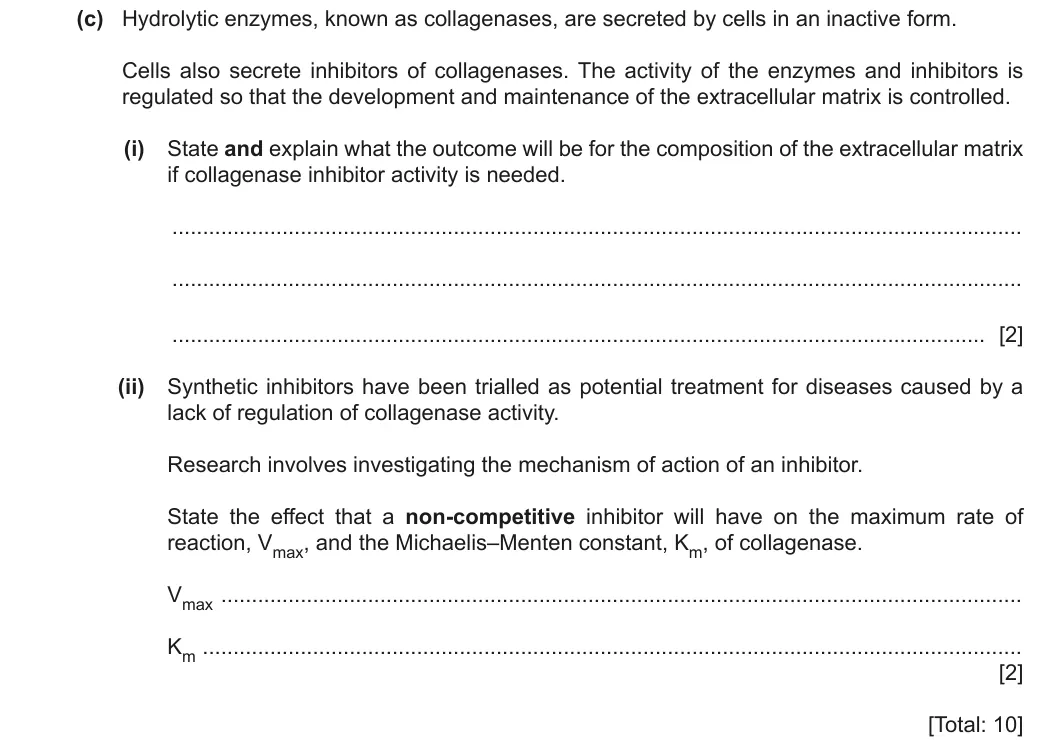 (c) Hydrolytic enzymes, known as collagenases, are secreted by cells in an inactive form.
Cells also secrete inhibitors of collagenases. The activity of the enzymes and inhibitors is
regulated so that the development and maintenance of the extracellular matrix is controlled.
(i) State and explain what the outcome will be for the composition of the extracellular matrix
if collagenase inhibitor activity is needed.
....................................................................................................................................
....................................................................................................................................
.............................................................................................................................. [2]
(ii) Synthetic inhibitors have been trialled as potential treatment for diseases caused by a
lack of regulation of collagenase activity.
Research involves investigating the mechanism of action of an inhibitor.
State the effect that a non-competitive inhibitor will have on the maximum rate of
reaction, Vmax, and the Michaelis–Menten constant, Km, of collagenase.
Vmax ............................................................................................................................
Km ...............................................................................................................................
[2]
[Total: 10]